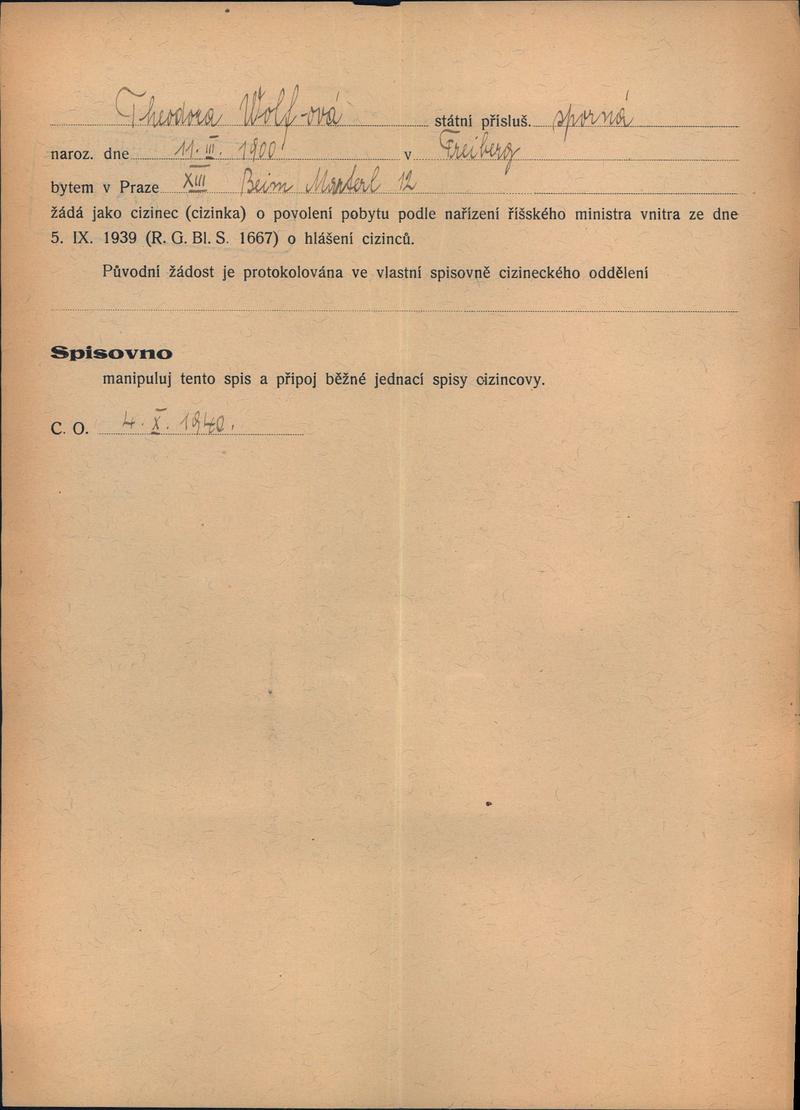 Theodora Wolf-ová státní přísluš. sporná
naroz. dne 11. III. 1900 v Freiberg
bytem v Praze XIII Beim Marterl 12
žádá jako cizinec (cizinka) o povolení pobytu podle nařízení říšského ministra vnitra ze dne
5. IX. 1939 (R. G. Bl. S. 1667) o hlášení cizinců.
Původní žádost je protokolována ve vlastní spisovně cizineckého oddělení
Spisovno
manipuluj tento spis a připoj běžné jednací spisy cizincovy.
C. O. 4. X. 1940.